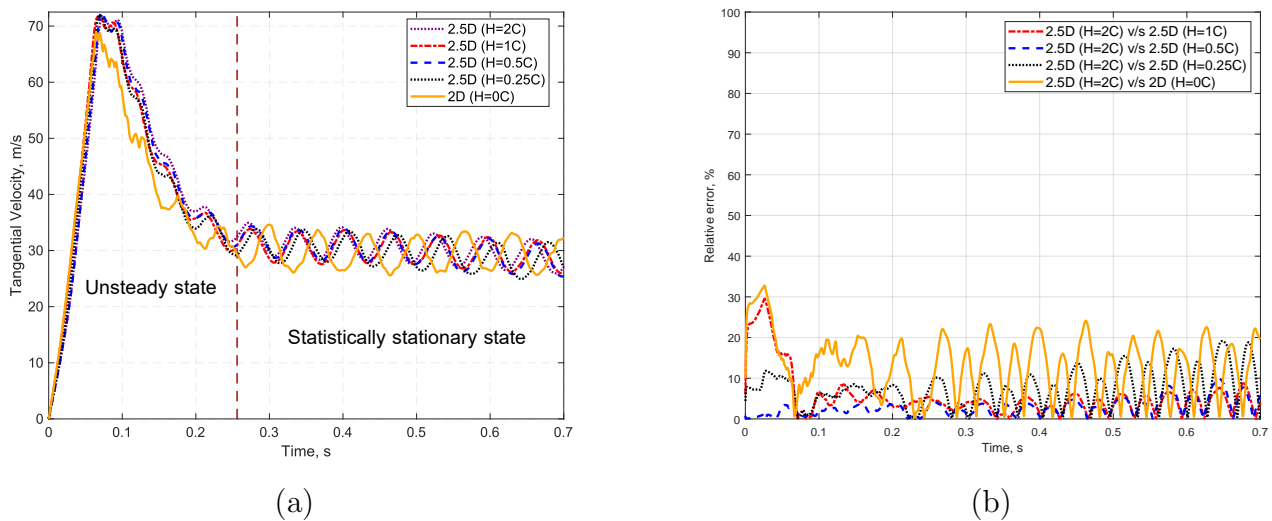 2.5D (H=2C)
2.5D (H=1C)
2.5D (H=0.5C)
2.5D (H=0.25C)
2D (H=0C)
Tangential Velocity, m/s
70
60
50
40
30
20
10
0
Unsteady state
Statistically stationary state
0 0.1 0.2 0.3 0.4 0.5 0.6 0.7
Time, s
(a)
2.5D (H=2C) v/s 2.5D (H=1C)
2.5D (H=2C) v/s 2.5D (H=0.5C)
2.5D (H=2C) v/s 2.5D (H=0.25C)
2.5D (H=2C) v/s 2D (H=0C)
Relative error, %
100
90
80
70
60
50
40
30
20
10
0
0 0.1 0.2 0.3 0.4 0.5 0.6 0.7
Time, s
(b)